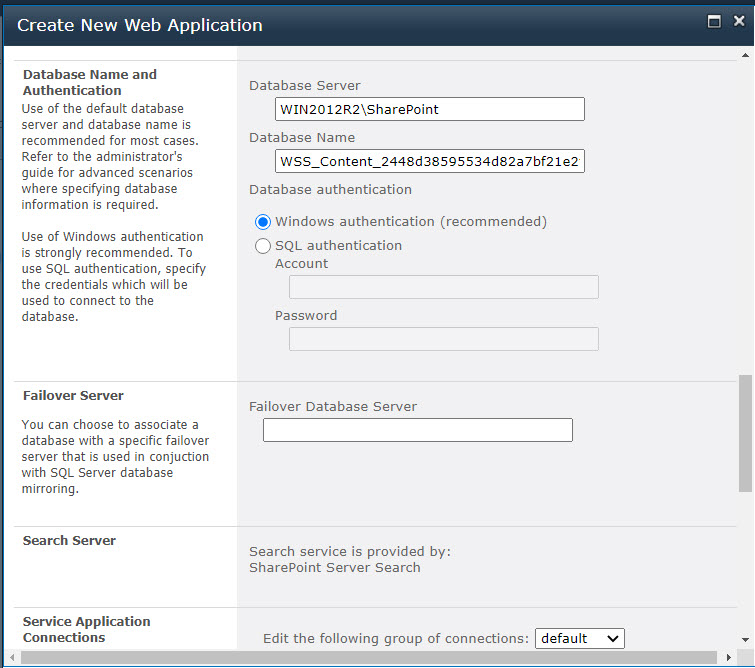 Create New Web Application
Database Name and
Authentication
Use of the default database
server and database name is
recommended for most cases.
Refer to the administrator's
guide for advanced scenarios
where specifying database
information is required.
Use of Windows authentication
is strongly recommended. To
use SQL authentication, specify
the credentials which will be
used to connect to the
database.
Database Server
WIN2012R2\SharePoint
Database Name
WSS_Content_2448d38595534d82a7bf21e2
Database authentication
Windows authentication (recommended)
SQL authentication
Account
Password
Failover Server
You can choose to associate a
database with a specific failover
server that is used in conjuction
with SQL Server database
mirroring.
Failover Database Server
Search Server
Search service is provided by:
SharePoint Server Search
Service Application
Connections
Edit the following group of connections: default